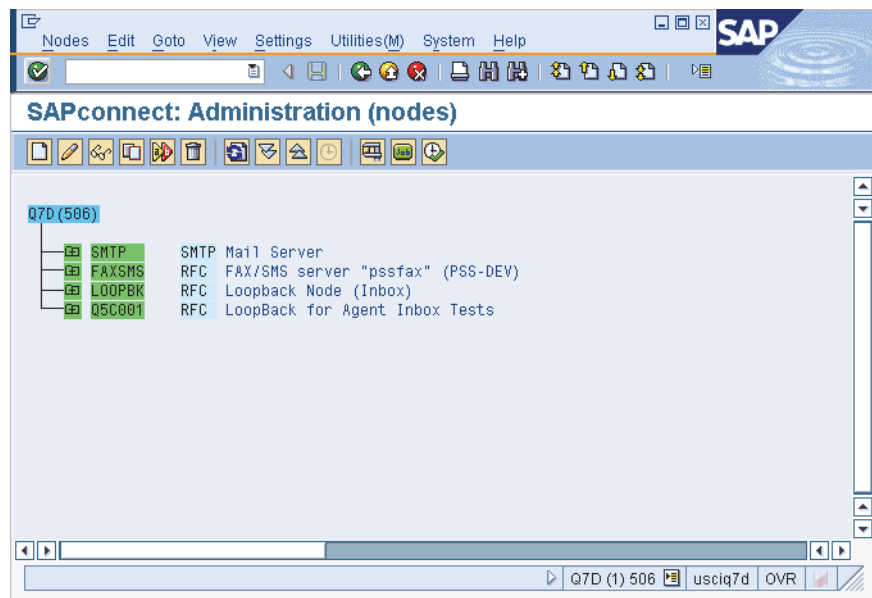 Nodes Edit Goto View Settings Utilities(M) System Help
SAP
SAPconnect: Administration (nodes)
Job
Q7D(506)
SMTP SMTP Mail Server
FAXSMS RFC FAX/SMS server "pssfax" (PSS-DEV)
LOOPBK RFC Loopback Node (Inbox)
Q5C001 RFC LoopBack for Agent Inbox Tests
Q7D (1) 506 usciq7d OVR